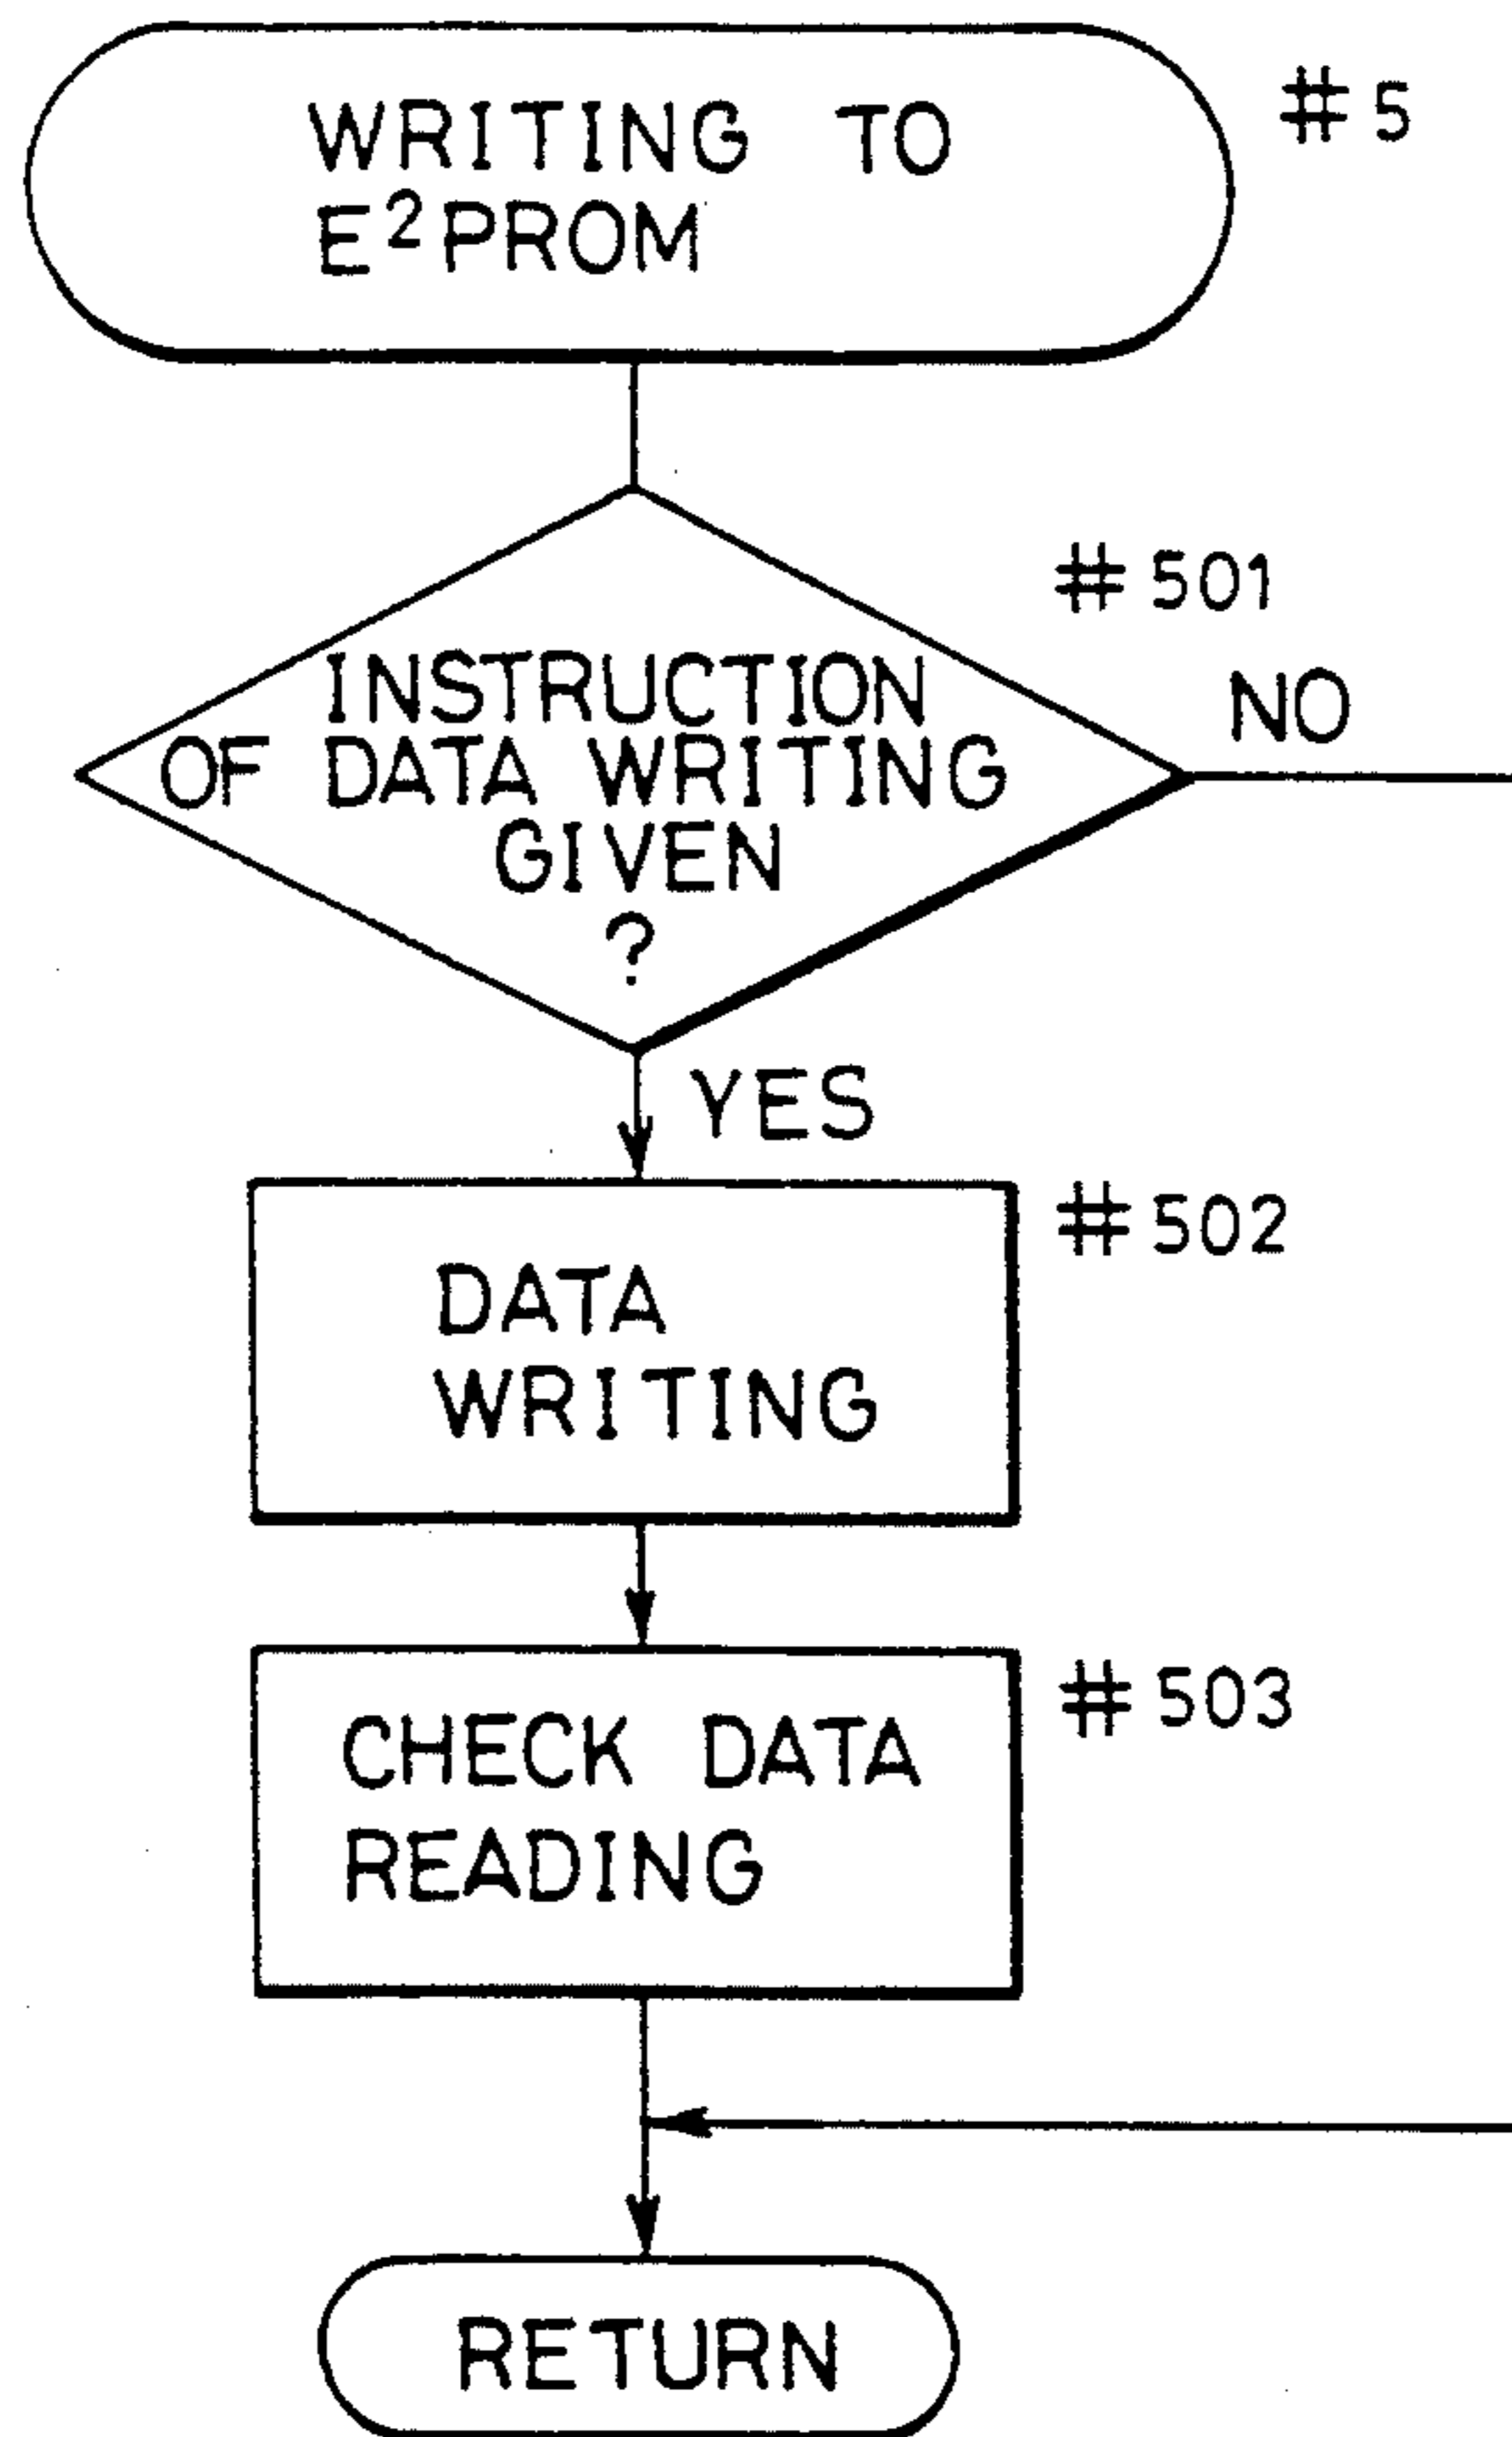 WRITING TO
E²PROM
#5
#501
INSTRUCTION
OF DATA WRITING
GIVEN
?
NO
YES
#502
DATA
WRITING
#503
CHECK DATA
READING
RETURN